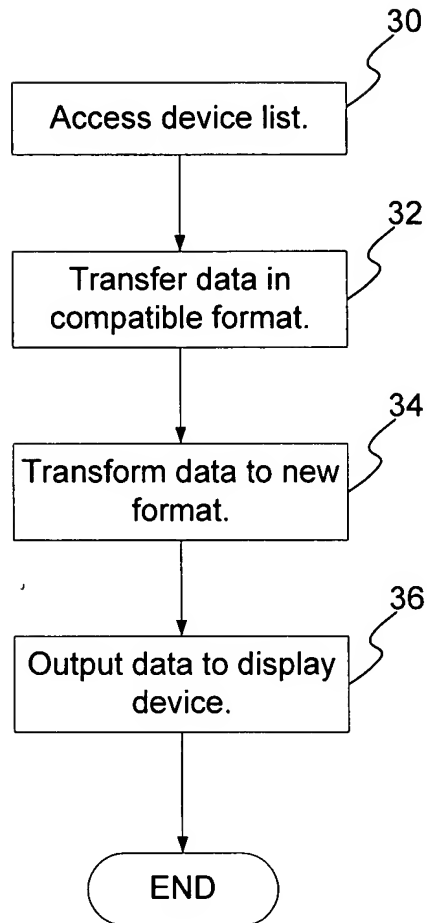 30
Access device list.
32
Transfer data in
compatible format.
34
Transform data to new
format.
36
Output data to display
device.
END